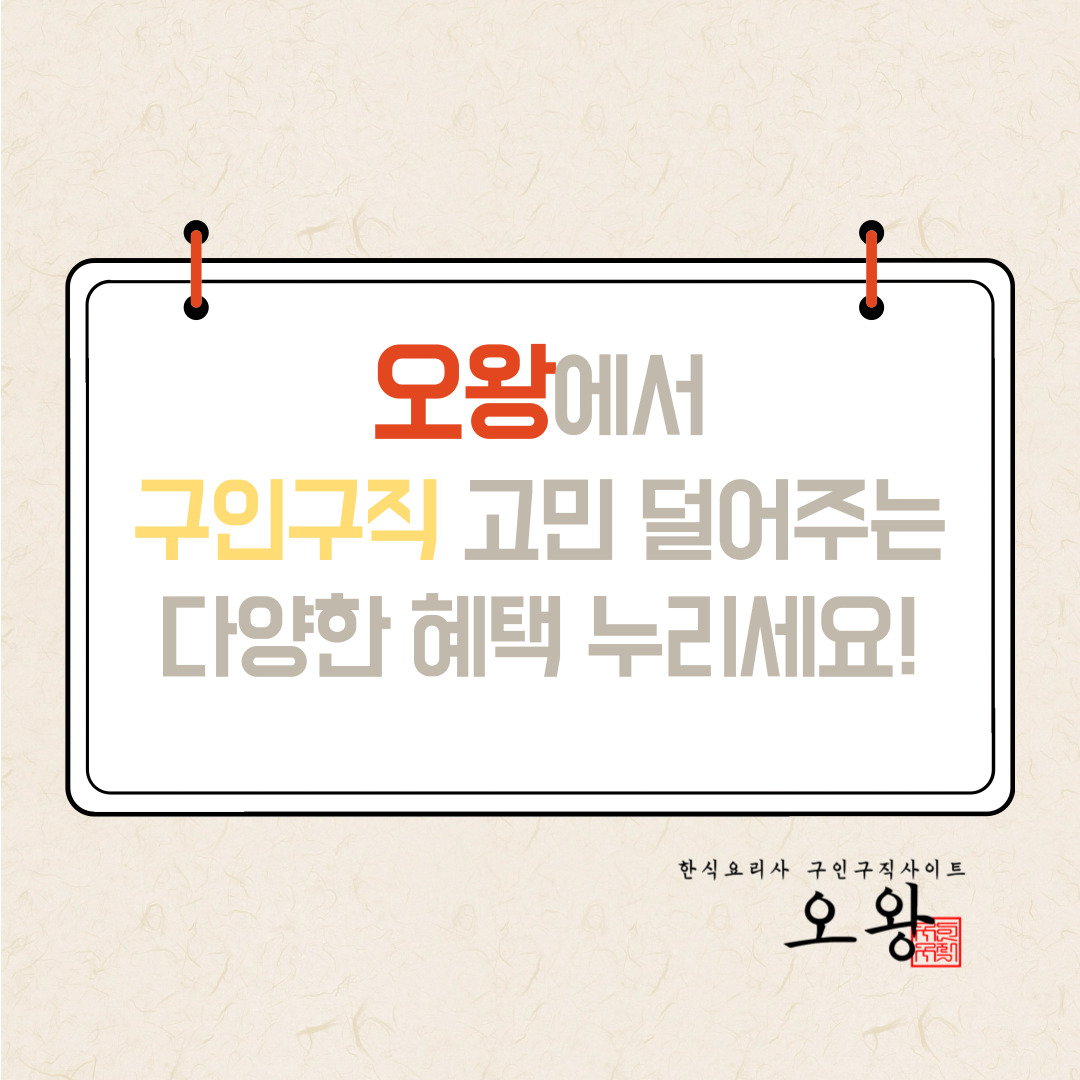 오왕에서
구인구직 고민 덜어주는
다양한 혜택 누리세요!
한식요리사 구인구직사이트
오왕